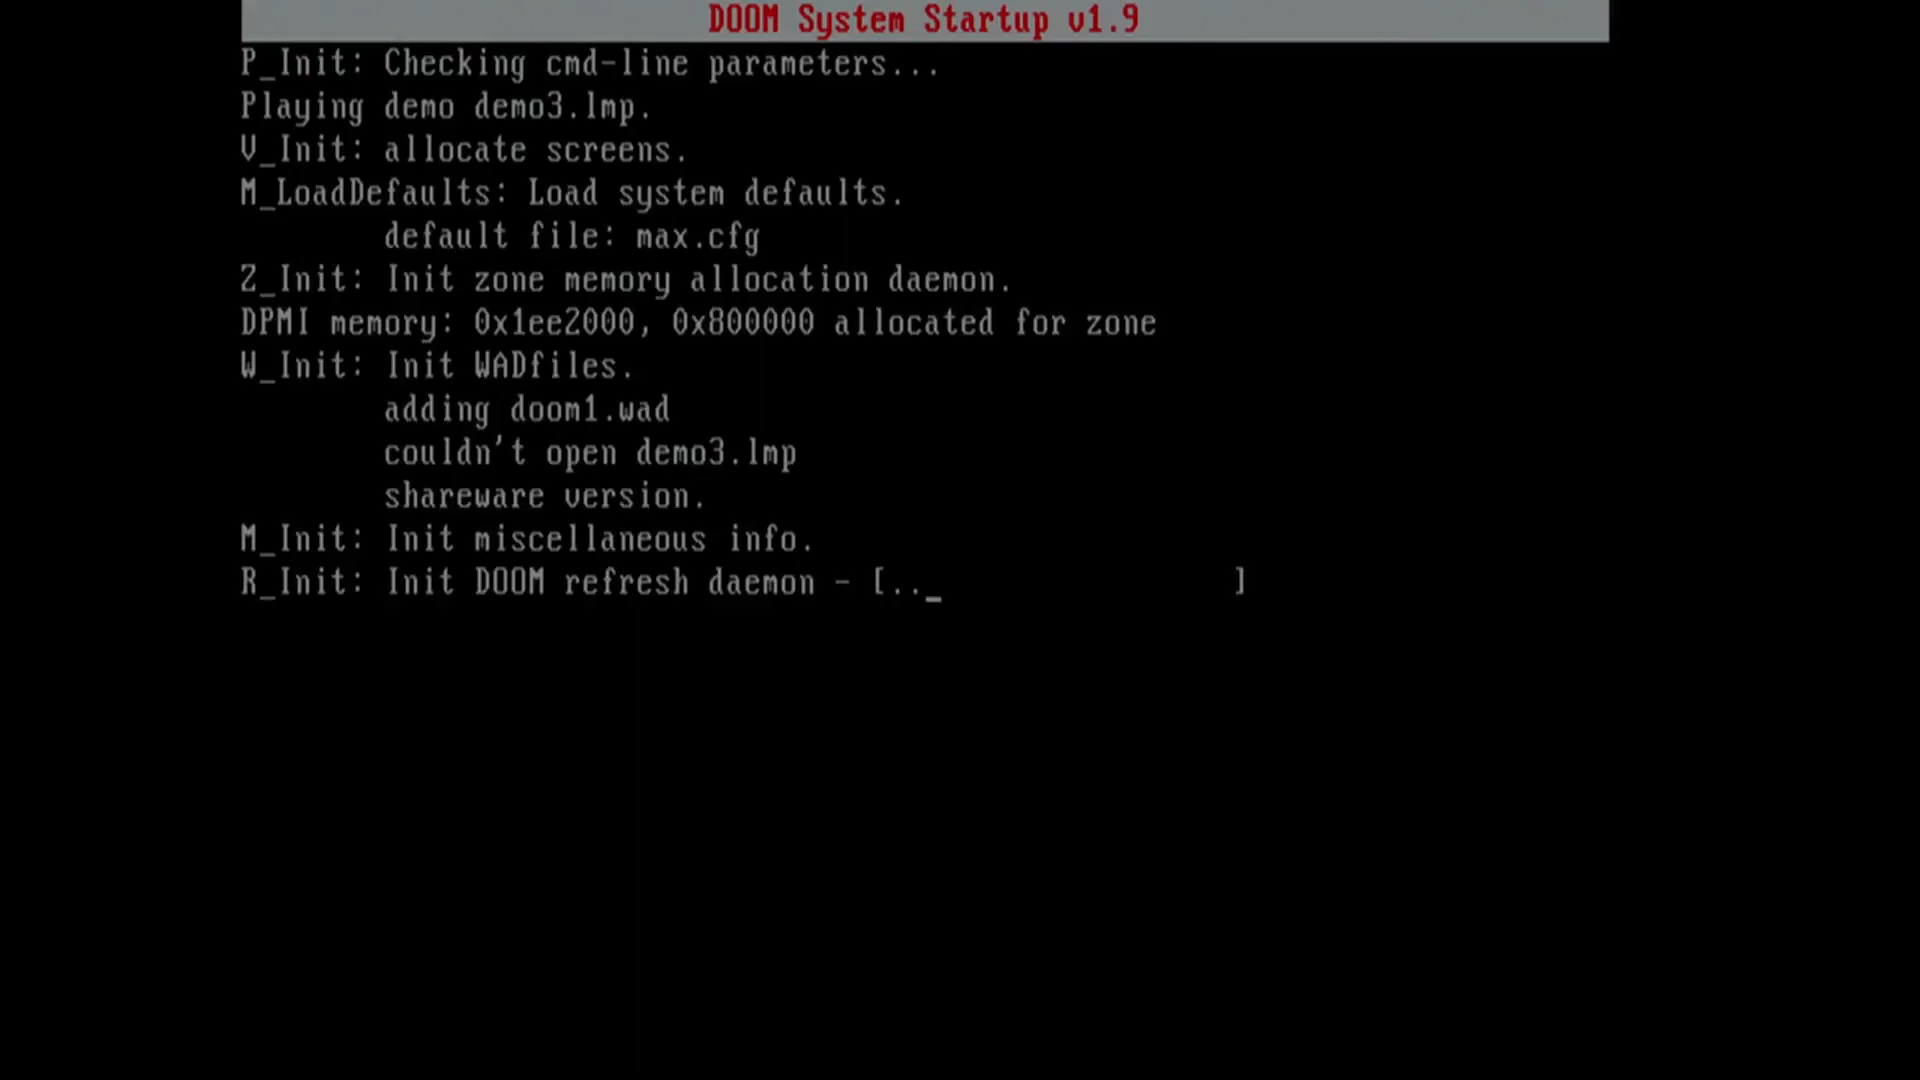 DOOM System Startup v1.9
P_Init: Checking cmd-line parameters...
Playing demo demo3.lmp.
V_Init: allocate screens.
M_LoadDefaults: Load system defaults.
default file: max.cfg
Z_Init: Init zone memory allocation daemon.
DPMI memory: 0x1ee2000, 0x800000 allocated for zone
W_Init: Init WADfiles.
adding doom1.wad
couldn't open demo3.lmp
shareware version.
M_Init: Init miscellaneous info.
R_Init: Init DOOM refresh daemon - [.._ ]